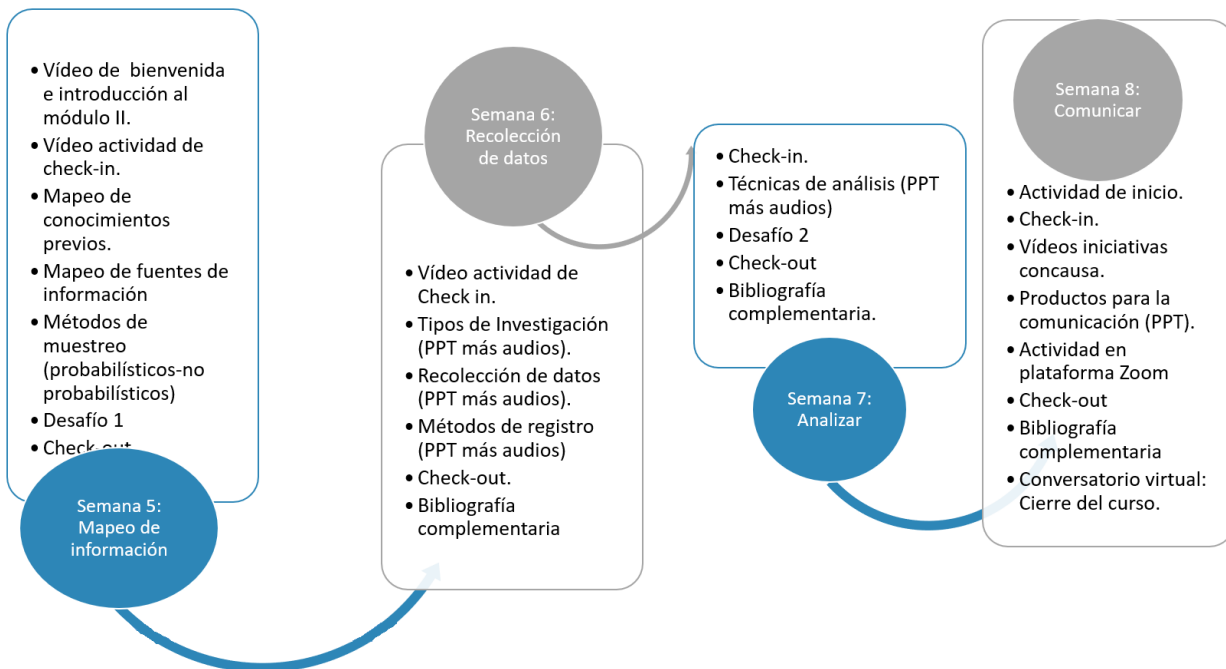 • Vídeo de bienvenida
e introducción al
módulo II.
• Vídeo actividad de
check-in.
• Mapeo de
conocimientos
previos.
• Mapeo de fuentes de
información
• Métodos de
muestreo
(probabilísticos-no
probabilísticos)
• Desafío 1
• Check-out
Semana 5:
Mapeo de
información
Semana 6:
Recolección
de datos
• Vídeo actividad de
Check in.
• Tipos de Investigación
(PPT más audios).
• Recolección de datos
(PPT más audios).
• Métodos de registro
(PPT más audios)
• Check-out.
• Bibliografía
complementaria
• Check-in.
• Técnicas de análisis (PPT
más audios)
• Desafío 2
• Check-out
• Bibliografía
complementaria.
Semana 7:
Analizar
Semana 8:
Comunicar
• Actividad de inicio.
• Check-in.
• Vídeos iniciativas
concausa.
• Productos para la
comunicación (PPT).
• Actividad en
plataforma Zoom
• Check-out
• Bibliografía
complementaria
• Conversatorio virtual:
Cierre del curso.